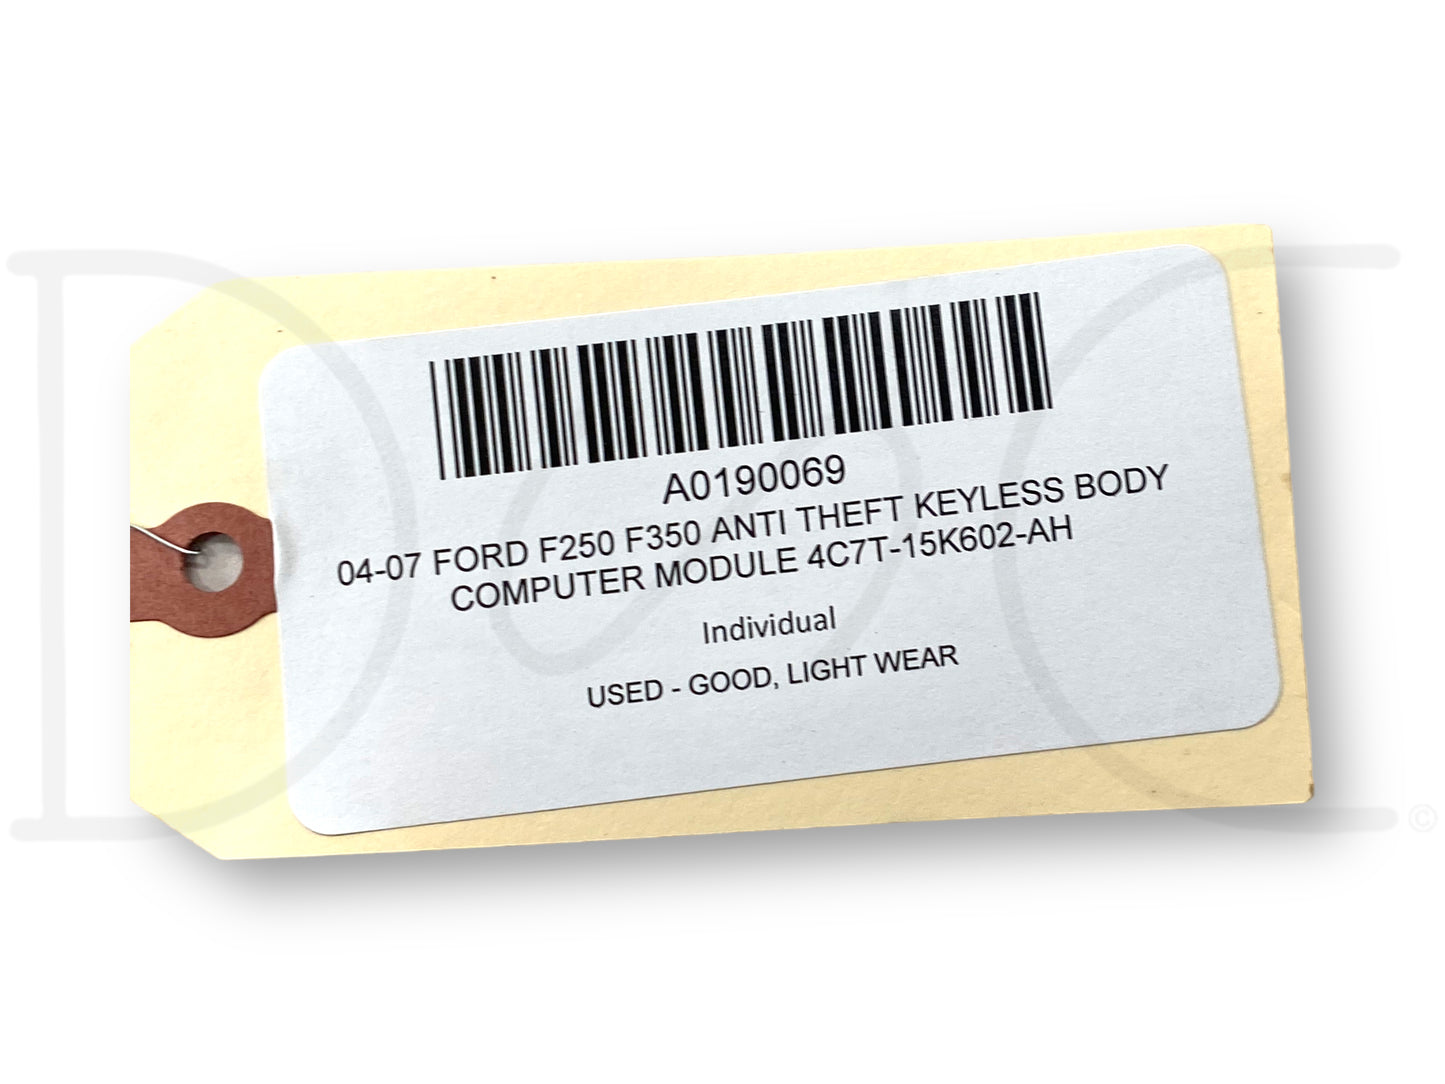 A0190069
04-07 FORD F250 F350 ANTI THEFT KEYLESS BODY
COMPUTER MODULE 4C7T-15K602-AH
Individual
USED - GOOD, LIGHT WEAR
©